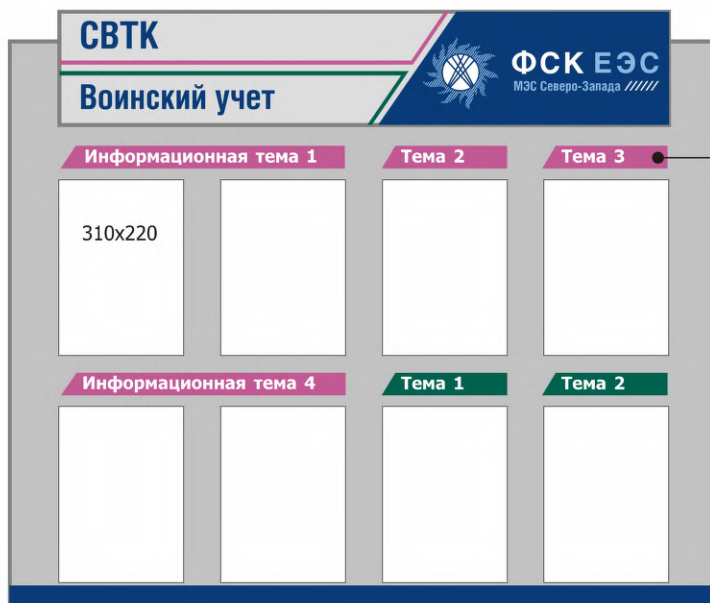 СВТК
Воинский учет
ФСК ЕЭС
МЭС Северо-Запада //////
Информационная тема 1
Тема 2
Тема 3
310x220
Информационная тема 4
Тема 1
Тема 2